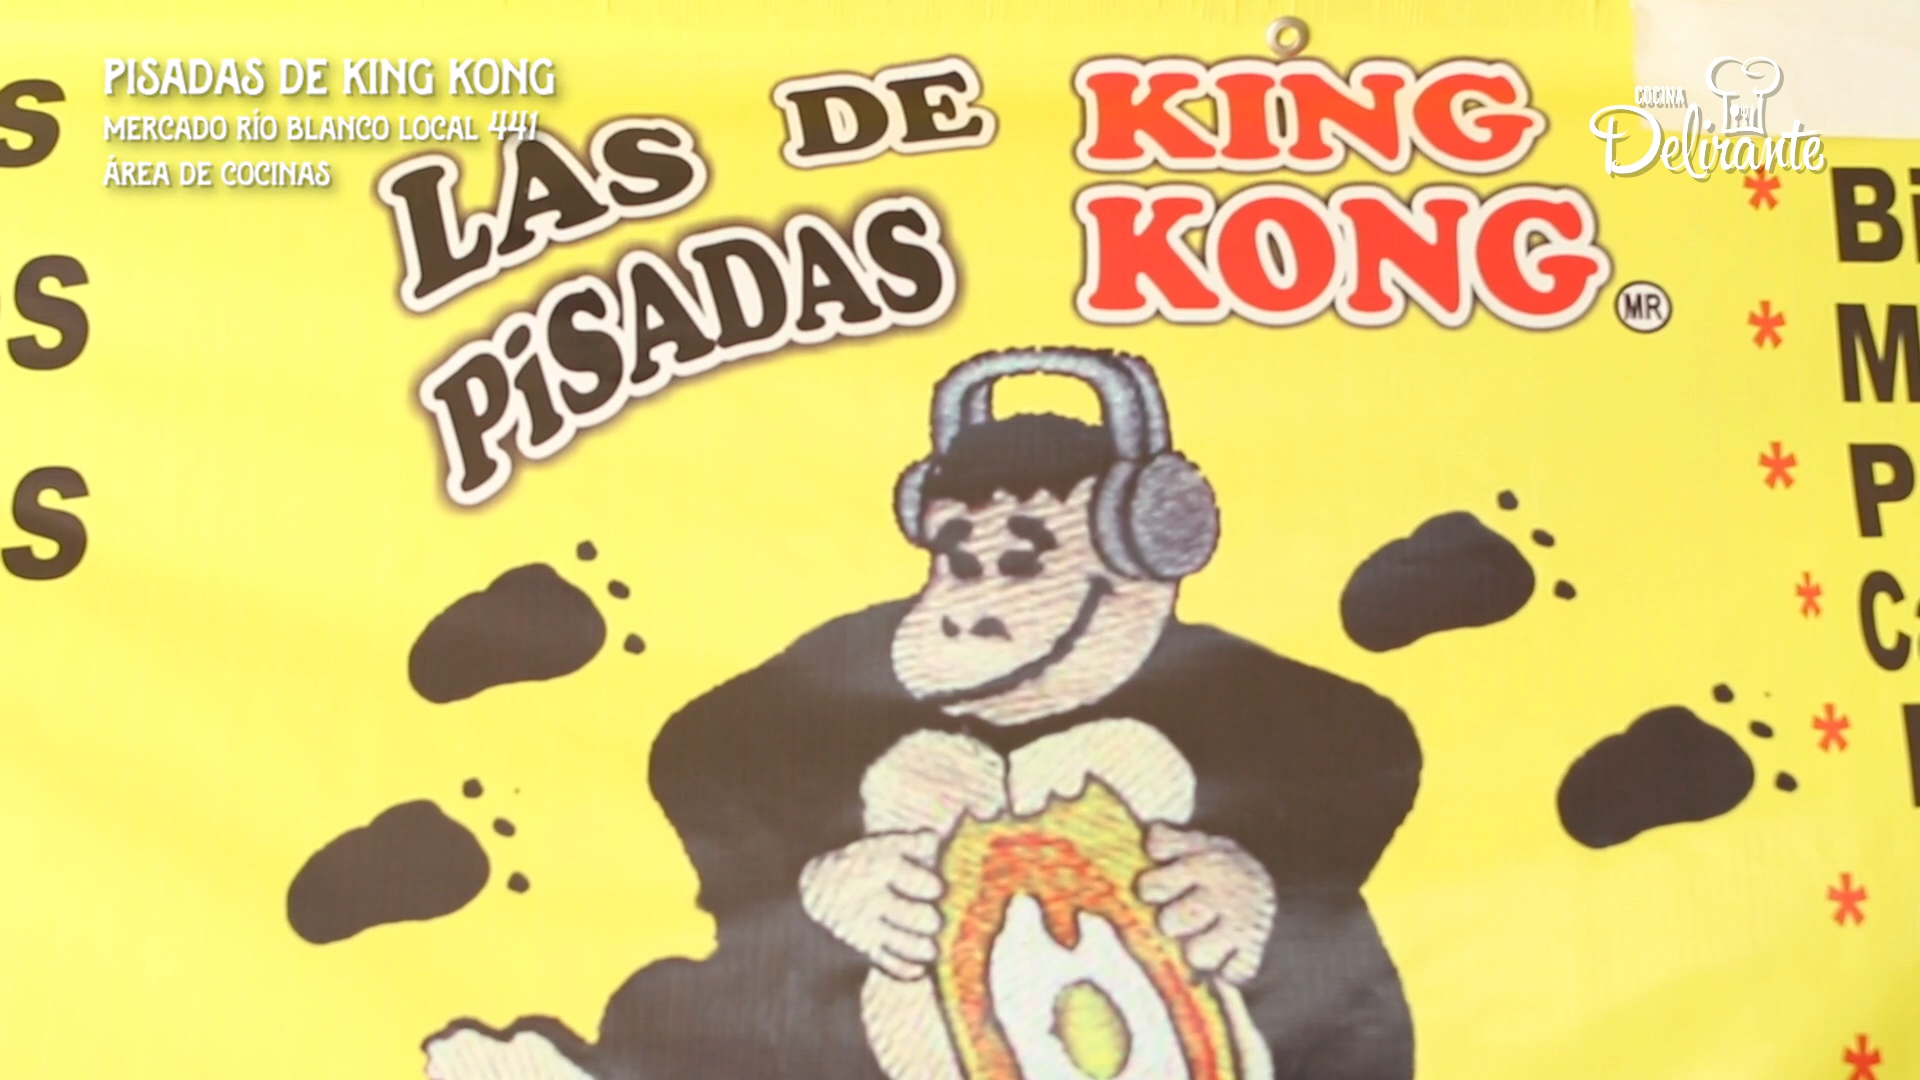 PISADAS DE KING KONG
MERCADO RÍO BLANCO LOCAL 441
ÁREA DE COCINAS
COCINA
Delirante
LAS
PiSADAS
DE
KING
KONG
MR